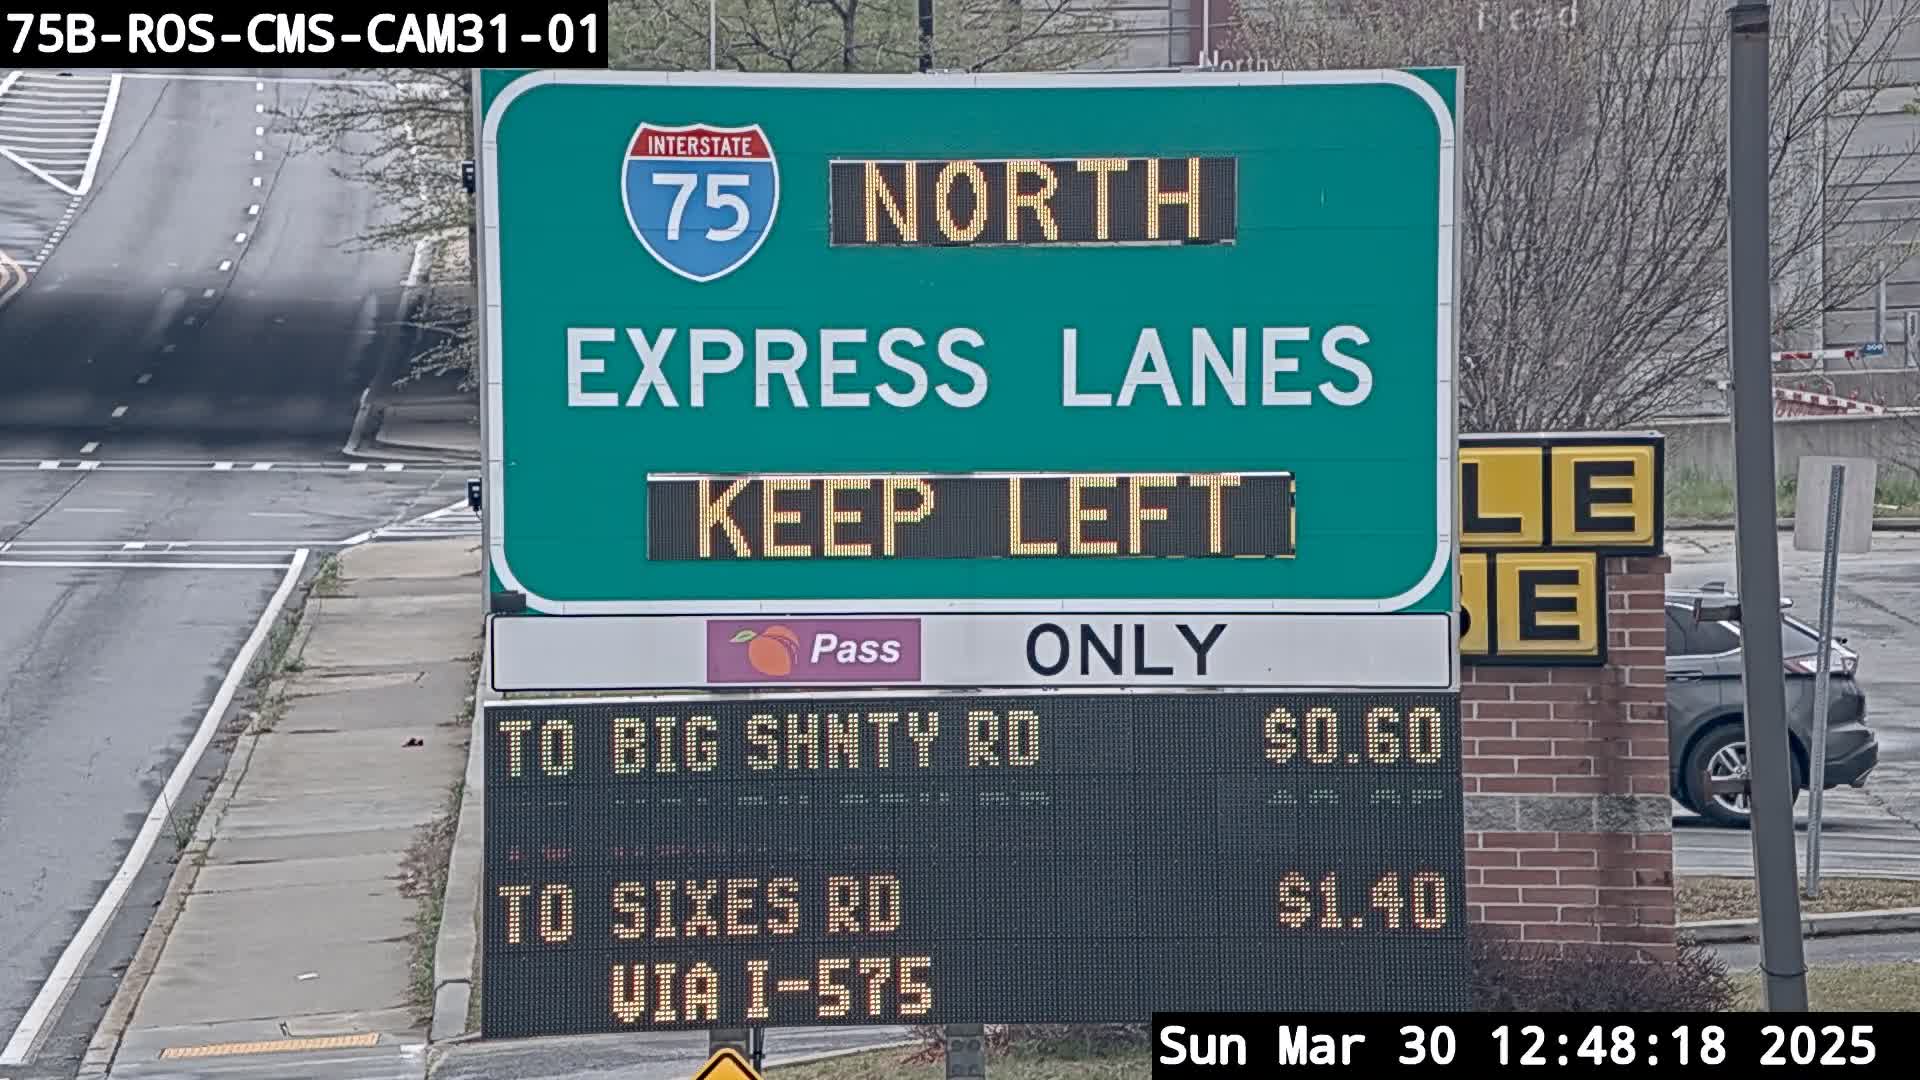 75B-ROS-CMS-CAM31-01
INTERSTATE
75
NORTH
EXPRESS LANES
KEEP LEFT
Pass ONLY
TO BIG SHNTY RD $0.60
TO SIXES RD $1.40
VIA I-575
LE
E
Sun Mar 30 12:48:18 2025